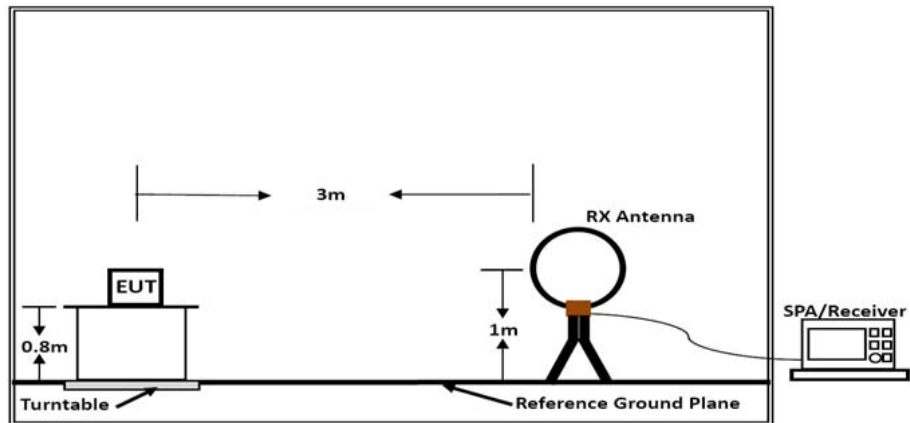 3m
RX Antenna
EUT
SPA/Receiver
1m
0.8m
Turntable
Reference Ground Plane